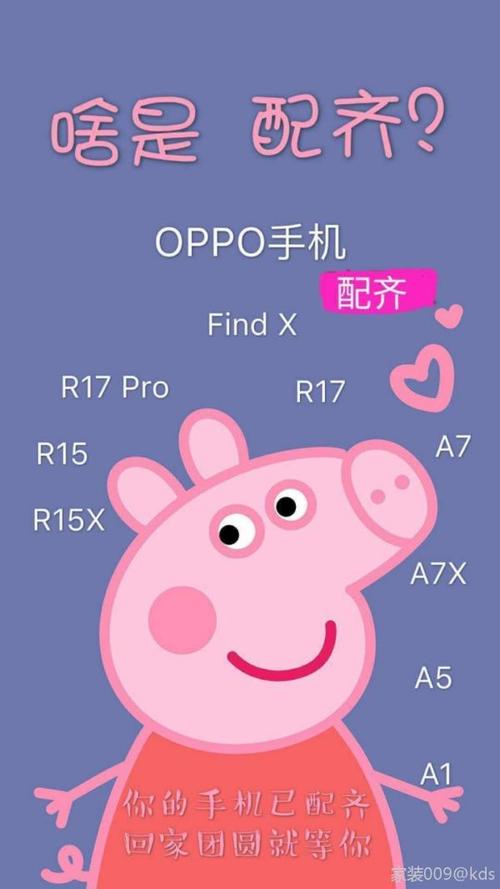 啥是 配齐?
OPPO手机
配齐
Find X
R17 Pro
R17
R15
A7
R15X
A7X
A5
A1
你的手机已配齐
回家团圆就等你
家装009@kds